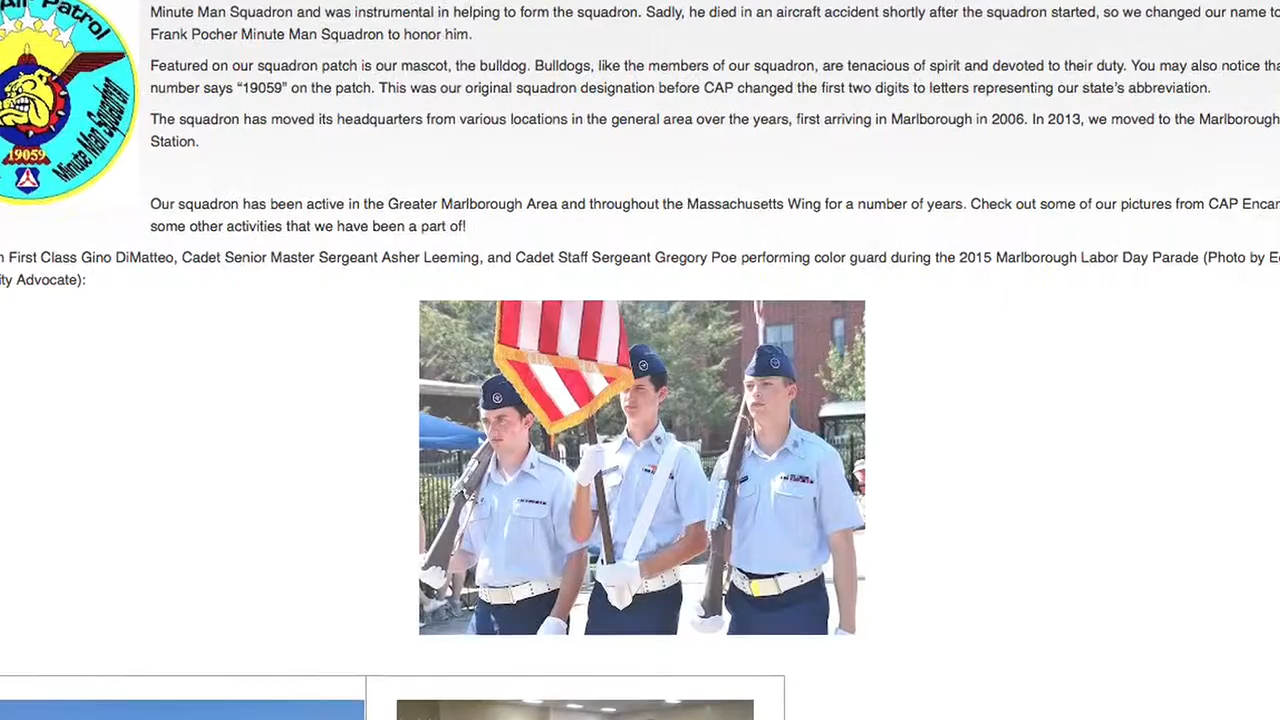 Air Patrol
Minute Man Squadron
19059
Minute Man Squadron and was instrumental in helping to form the squadron. Sadly, he died in an aircraft accident shortly after the squadron started, so we changed our name to
Frank Pocher Minute Man Squadron to honor him.
Featured on our squadron patch is our mascot, the bulldog. Bulldogs, like the members of our squadron, are tenacious of spirit and devoted to their duty. You may also notice tha
number says “19059” on the patch. This was our original squadron designation before CAP changed the first two digits to letters representing our state’s abbreviation.
The squadron has moved its headquarters from various locations in the general area over the years, first arriving in Marlborough in 2006. In 2013, we moved to the Marlborough
Station.
Our squadron has been active in the Greater Marlborough Area and throughout the Massachusetts Wing for a number of years. Check out some of our pictures from CAP Encan
some other activities that we have been a part of!
n First Class Gino DiMatteo, Cadet Senior Master Sergeant Asher Leeming, and Cadet Staff Sergeant Gregory Poe performing color guard during the 2015 Marlborough Labor Day Parade (Photo by E
ity Advocate):